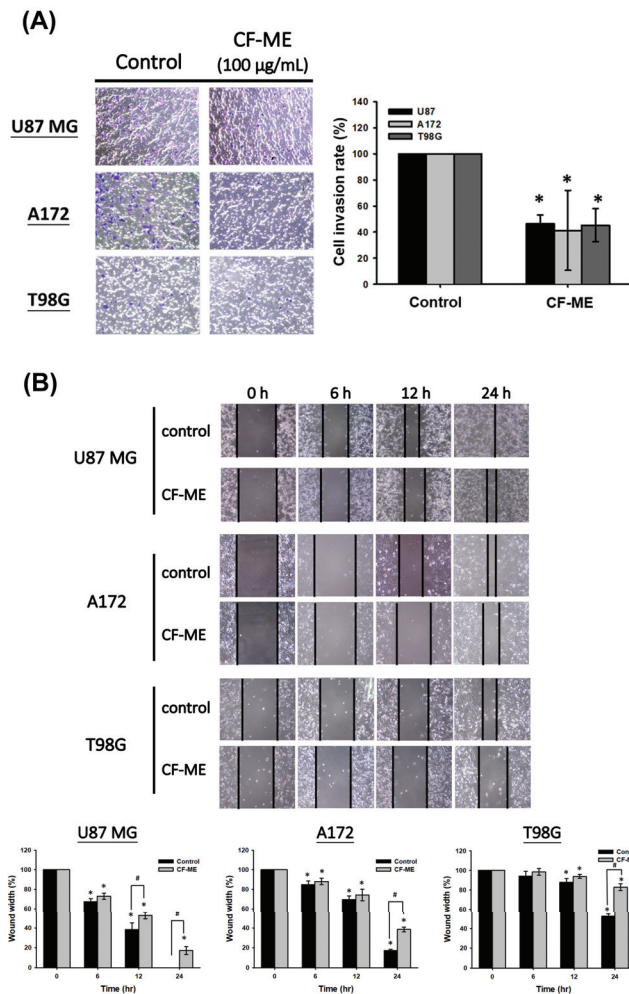 (A)
Control
CF-ME
(100 µg/mL)
U87 MG
A172
T98G
Cell invasion rate (%)
140
120
100
80
60
40
20
0
U87
A172
T98G
* * *
Control CF-ME
(B)
0 h 6 h 12 h 24 h
U87 MG
control
CF-ME
A172
control
CF-ME
T98G
control
CF-ME
U87 MG
Wound width (%)
120
100
80
60
40
20
0
Control
CF-ME
* * * # * # *
0 6 12 24
Time (hr)
A172
Wound width (%)
120
100
80
60
40
20
0
Control
CF-ME
* * * * # * *
0 6 12 24
Time (hr)
T98G
Wound width (%)
120
100
80
60
40
20
0
Control
CF-ME
* * # * *
0 6 12 24
Time (hr)